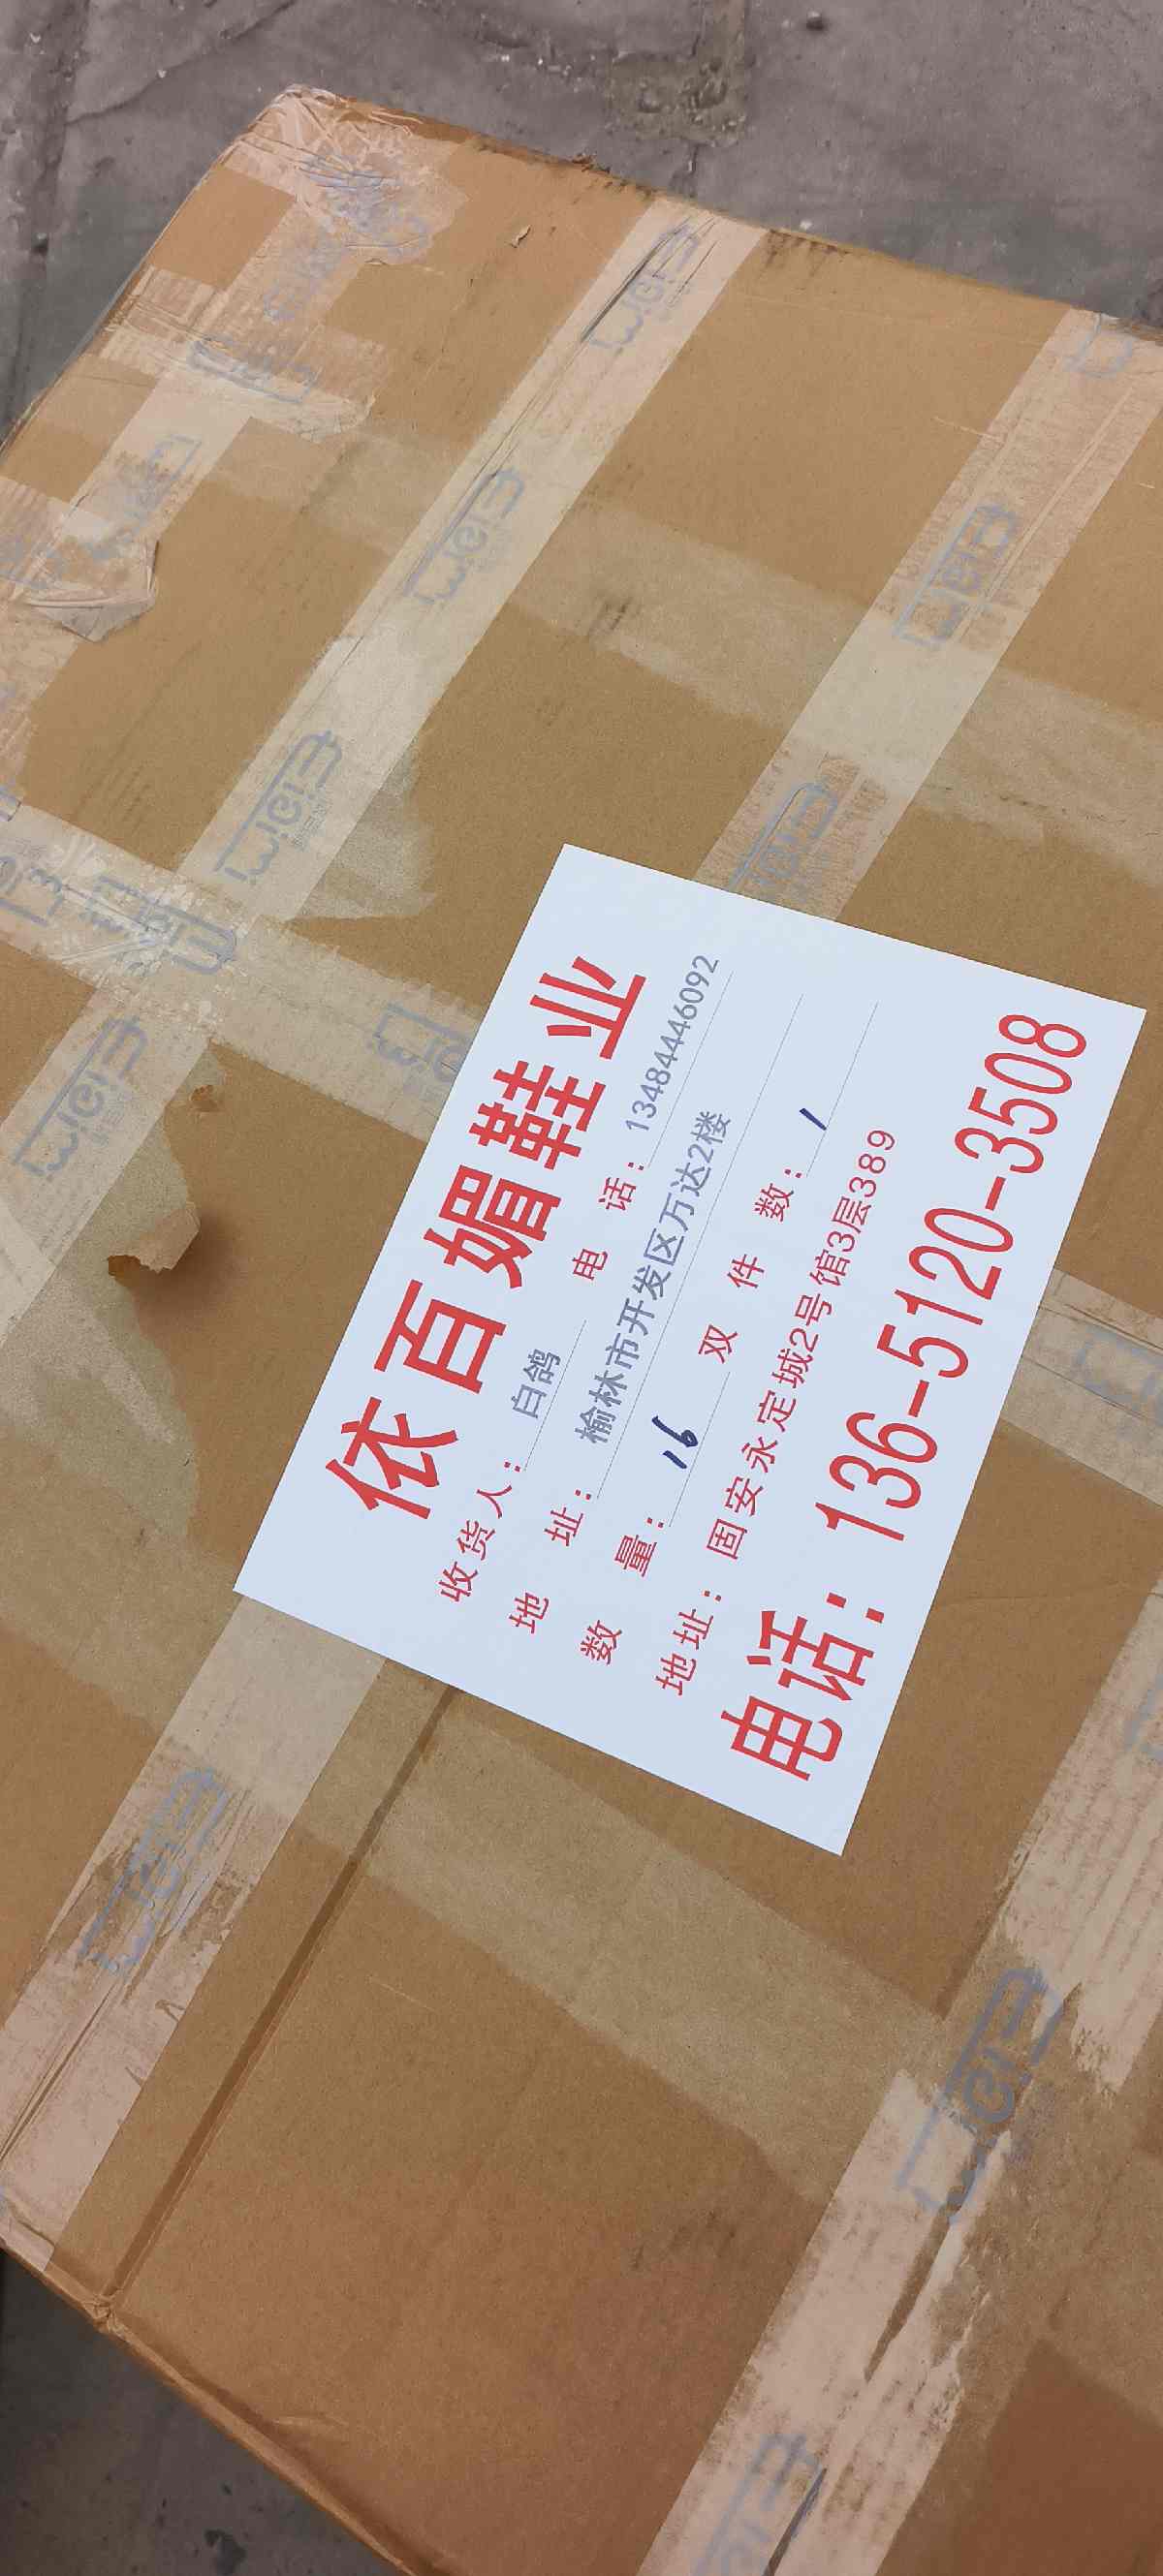 依百媚鞋业
收货人：白鸽 电话：13484446092
地址：榆林市开发区万达2楼
数量：16 双 件数：1
地址：固安永定城2号馆3层389
电话：136-5120-3508